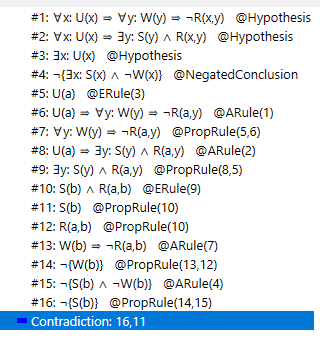 #1: ∀x: U(x) ⇒ ∀y: W(y) ⇒ ¬R(x,y) @Hypothesis
#2: ∀x: U(x) ⇒ ∃y: S(y) ∧ R(x,y) @Hypothesis
#3: ∃x: U(x) @Hypothesis
#4: ¬{∃x: S(x) ∧ ¬W(x)} @NegatedConclusion
#5: U(a) @ERule(3)
#6: U(a) ⇒ ∀y: W(y) ⇒ ¬R(a,y) @ARule(1)
#7: ∀y: W(y) ⇒ ¬R(a,y) @PropRule(5,6)
#8: U(a) ⇒ ∃y: S(y) ∧ R(a,y) @ARule(2)
#9: ∃y: S(y) ∧ R(a,y) @PropRule(8,5)
#10: S(b) ∧ R(a,b) @ERule(9)
#11: S(b) @PropRule(10)
#12: R(a,b) @PropRule(10)
#13: W(b) ⇒ ¬R(a,b) @ARule(7)
#14: ¬{W(b)} @PropRule(13,12)
#15: ¬{S(b) ∧ ¬W(b)} @ARule(4)
#16: ¬{S(b)} @PropRule(14,15)
Contradiction: 16,11